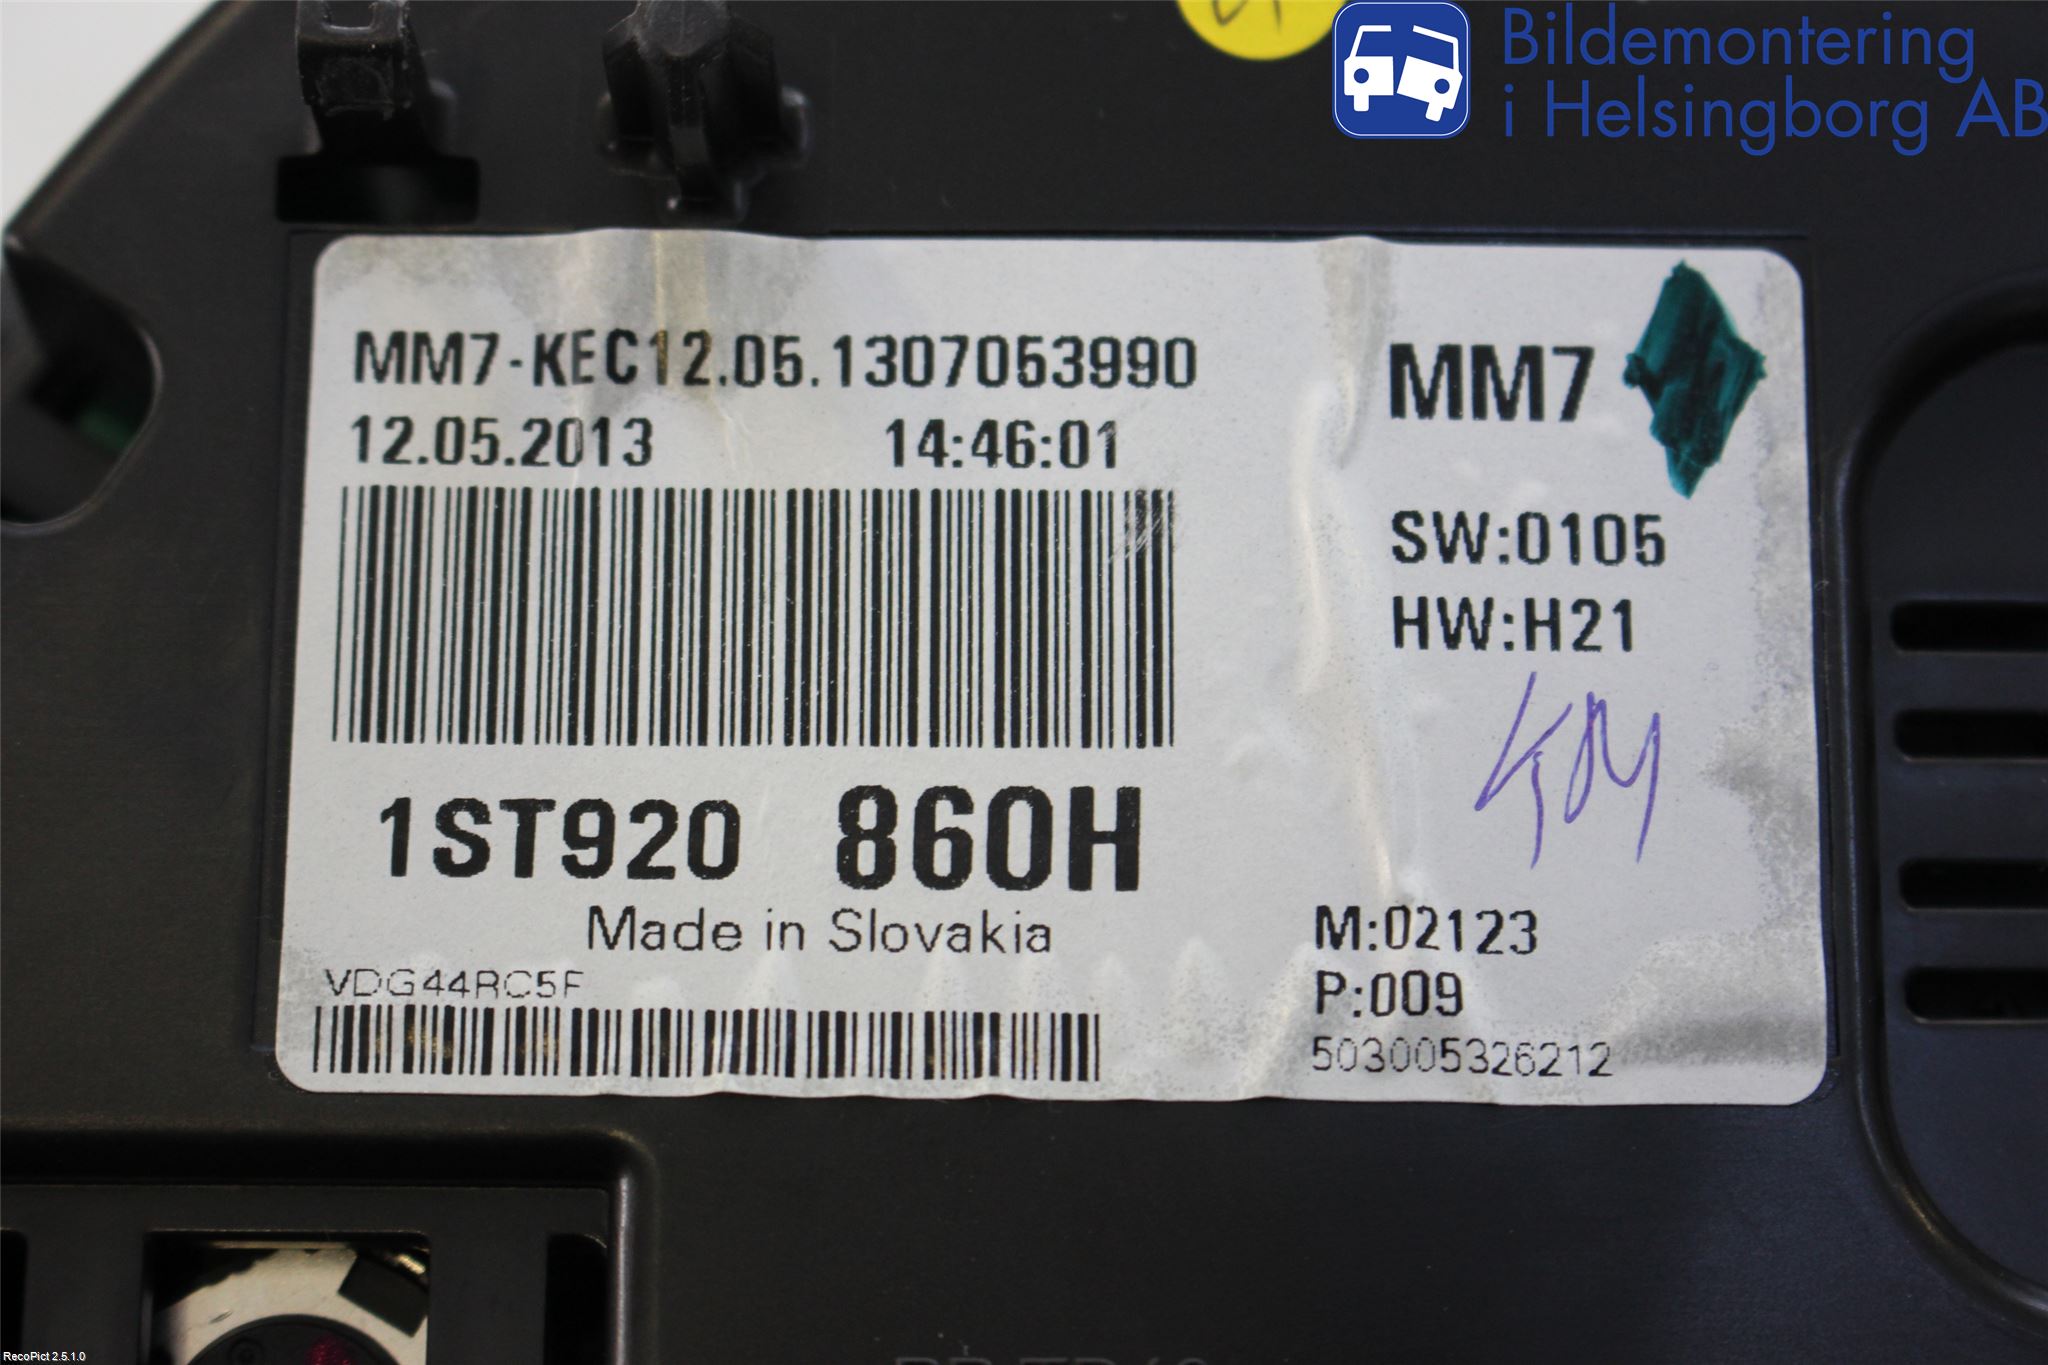 Bildemontering
i Helsingborg AB
MM7-KEC12.05.1307053990
12.05.2013 14:46:01
MM7
SW:0105
HW:H21
1ST920 860H
Made in Slovakia
VDG44RC5F
M:02123
P:009
503005326212
RecoPict 2.5.1.0